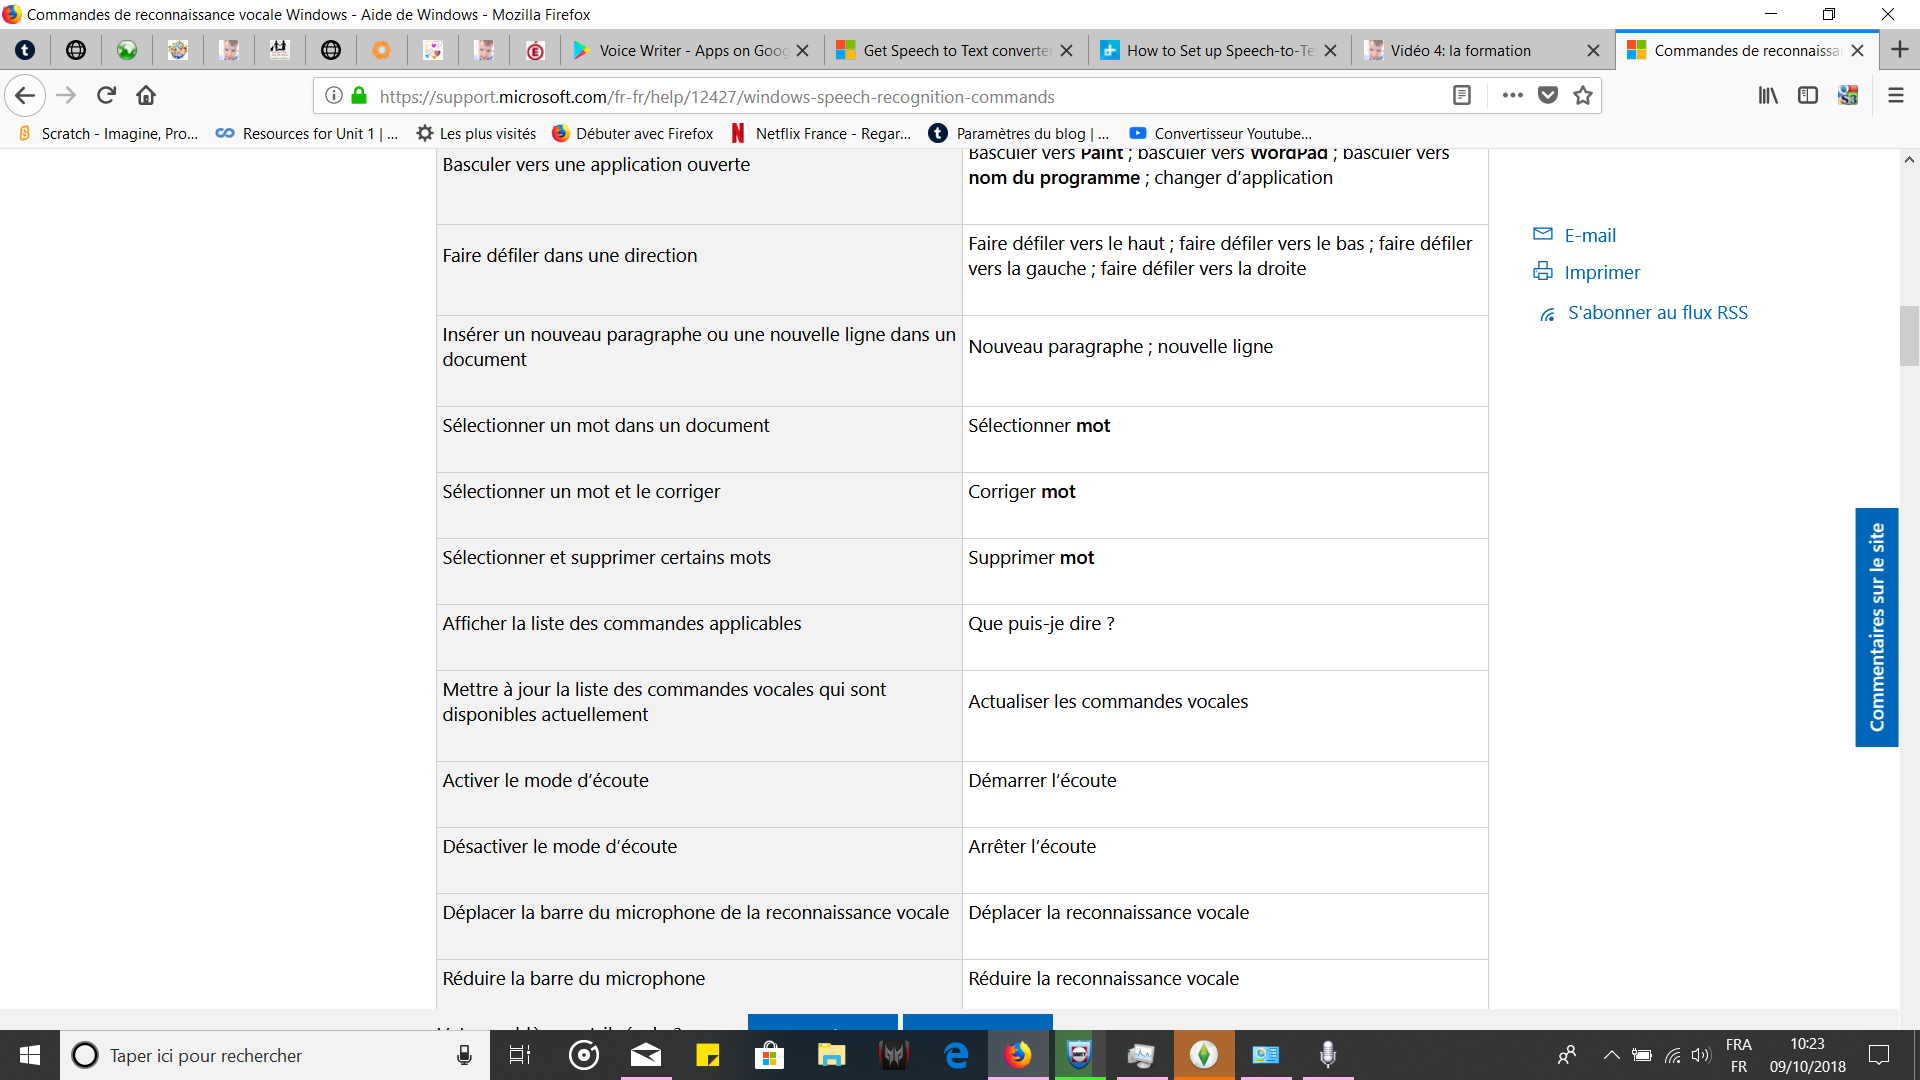 Commandes de reconnaissance vocale Windows - Aide de Windows - Mozilla Firefox
Voice Writer - Apps on Goog
Get Speech to Text converter
How to Set up Speech-to-Te
Vidéo 4: la formation
Commandes de reconnaissa
https://support.microsoft.com/fr-fr/help/12427/windows-speech-recognition-commands
Scratch - Imagine, Pro...
Resources for Unit 1 | ...
Les plus visités
Débuter avec Firefox
Netflix France - Regar...
Paramètres du blog | ...
Convertisseur Youtube...
Basculer vers une application ouverte
Basculer vers Paint ; basculer vers WordPad ; basculer vers
nom du programme ; changer d'application
Faire défiler dans une direction
Faire défiler vers le haut ; faire défiler vers le bas ; faire défiler
vers la gauche ; faire défiler vers la droite
Insérer un nouveau paragraphe ou une nouvelle ligne dans un
document
Nouveau paragraphe ; nouvelle ligne
Sélectionner un mot dans un document
Sélectionner mot
Sélectionner un mot et le corriger
Corriger mot
Sélectionner et supprimer certains mots
Supprimer mot
Afficher la liste des commandes applicables
Que puis-je dire ?
Mettre à jour la liste des commandes vocales qui sont
disponibles actuellement
Actualiser les commandes vocales
Activer le mode d'écoute
Démarrer l'écoute
Désactiver le mode d'écoute
Arrêter l'écoute
Déplacer la barre du microphone de la reconnaissance vocale
Déplacer la reconnaissance vocale
Réduire la barre du microphone
Réduire la reconnaissance vocale
E-mail
Imprimer
S'abonner au flux RSS
Commentaires sur le site
Taper ici pour rechercher
FRA
FR
10:23
09/10/2018